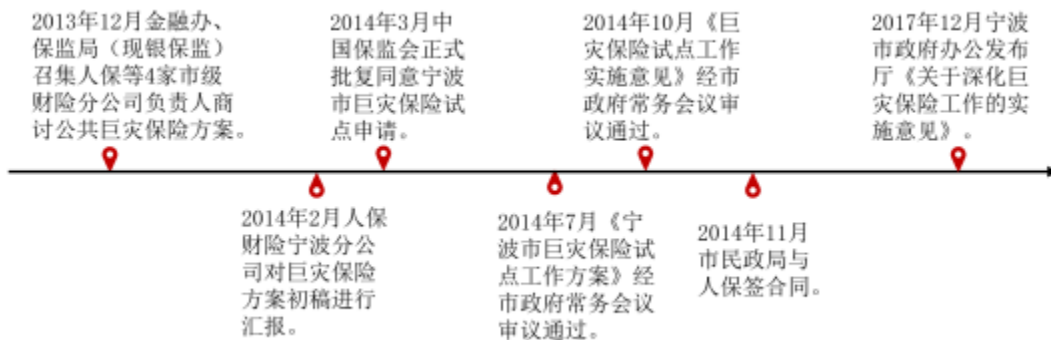 2013年12月金融办、
保监局（现银保监）
召集人保等4家市级
财险分公司负责人商
讨公共巨灾保险方案。
2014年2月人保
财险宁波分公
司对巨灾保险
方案初稿进行
汇报。
2014年3月中
国保监会正式
批复同意宁波
市巨灾保险试
点申请。
2014年7月《宁
波市巨灾保险试
点工作方案》经
市政府常务会议
审议通过。
2014年10月《巨
灾保险试点工作
实施意见》经市
政府常务会议审
议通过。
2014年11月
市民政局与
人保签合同。
2017年12月宁波
市政府办公发布
厅《关于深化巨
灾保险工作的实
施意见》。